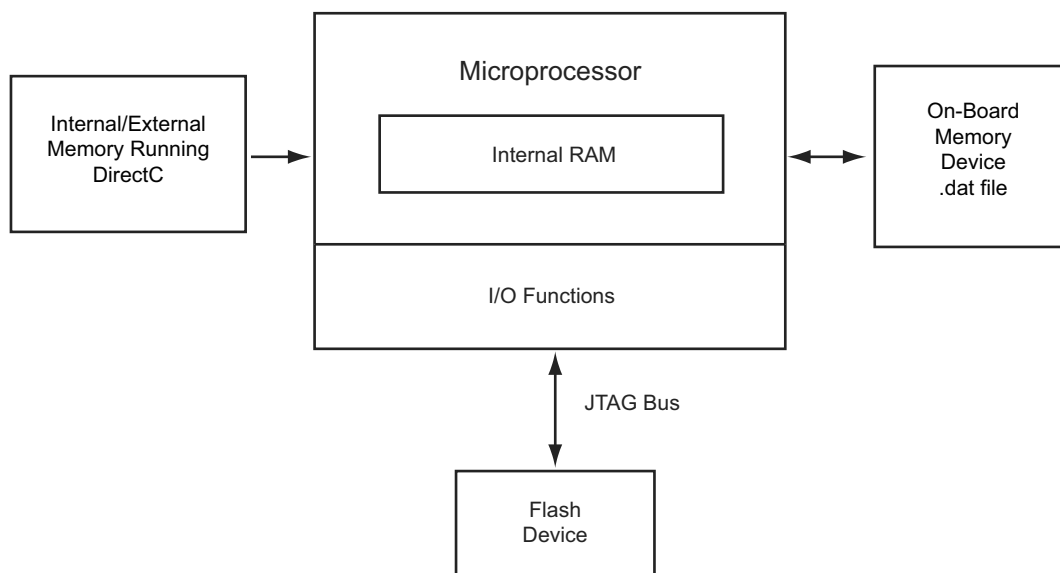 Microprocessor
Internal RAM
I/O Functions
Internal/External
Memory Running
DirectC
On-Board
Memory
Device
.dat file
JTAG Bus
Flash
Device